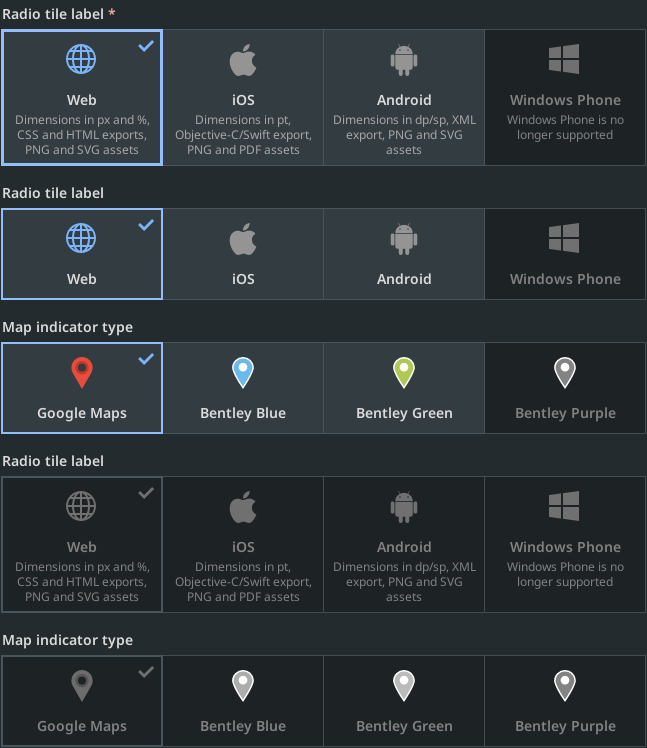 Radio tile label *
Web
Dimensions in px and %,
CSS and HTML exports,
PNG and SVG assets
iOS
Dimensions in pt,
Objective-C/Swift export,
PNG and PDF assets
Android
Dimensions in dp/sp, XML
export, PNG and SVG
assets
Windows Phone
Windows Phone is no
longer supported
Radio tile label
Web
iOS
Android
Windows Phone
Map indicator type
Google Maps
Bentley Blue
Bentley Green
Bentley Purple
Radio tile label
Web
Dimensions in px and %,
CSS and HTML exports,
PNG and SVG assets
iOS
Dimensions in pt,
Objective-C/Swift export,
PNG and PDF assets
Android
Dimensions in dp/sp, XML
export, PNG and SVG
assets
Windows Phone
Windows Phone is no
longer supported
Map indicator type
Google Maps
Bentley Blue
Bentley Green
Bentley Purple